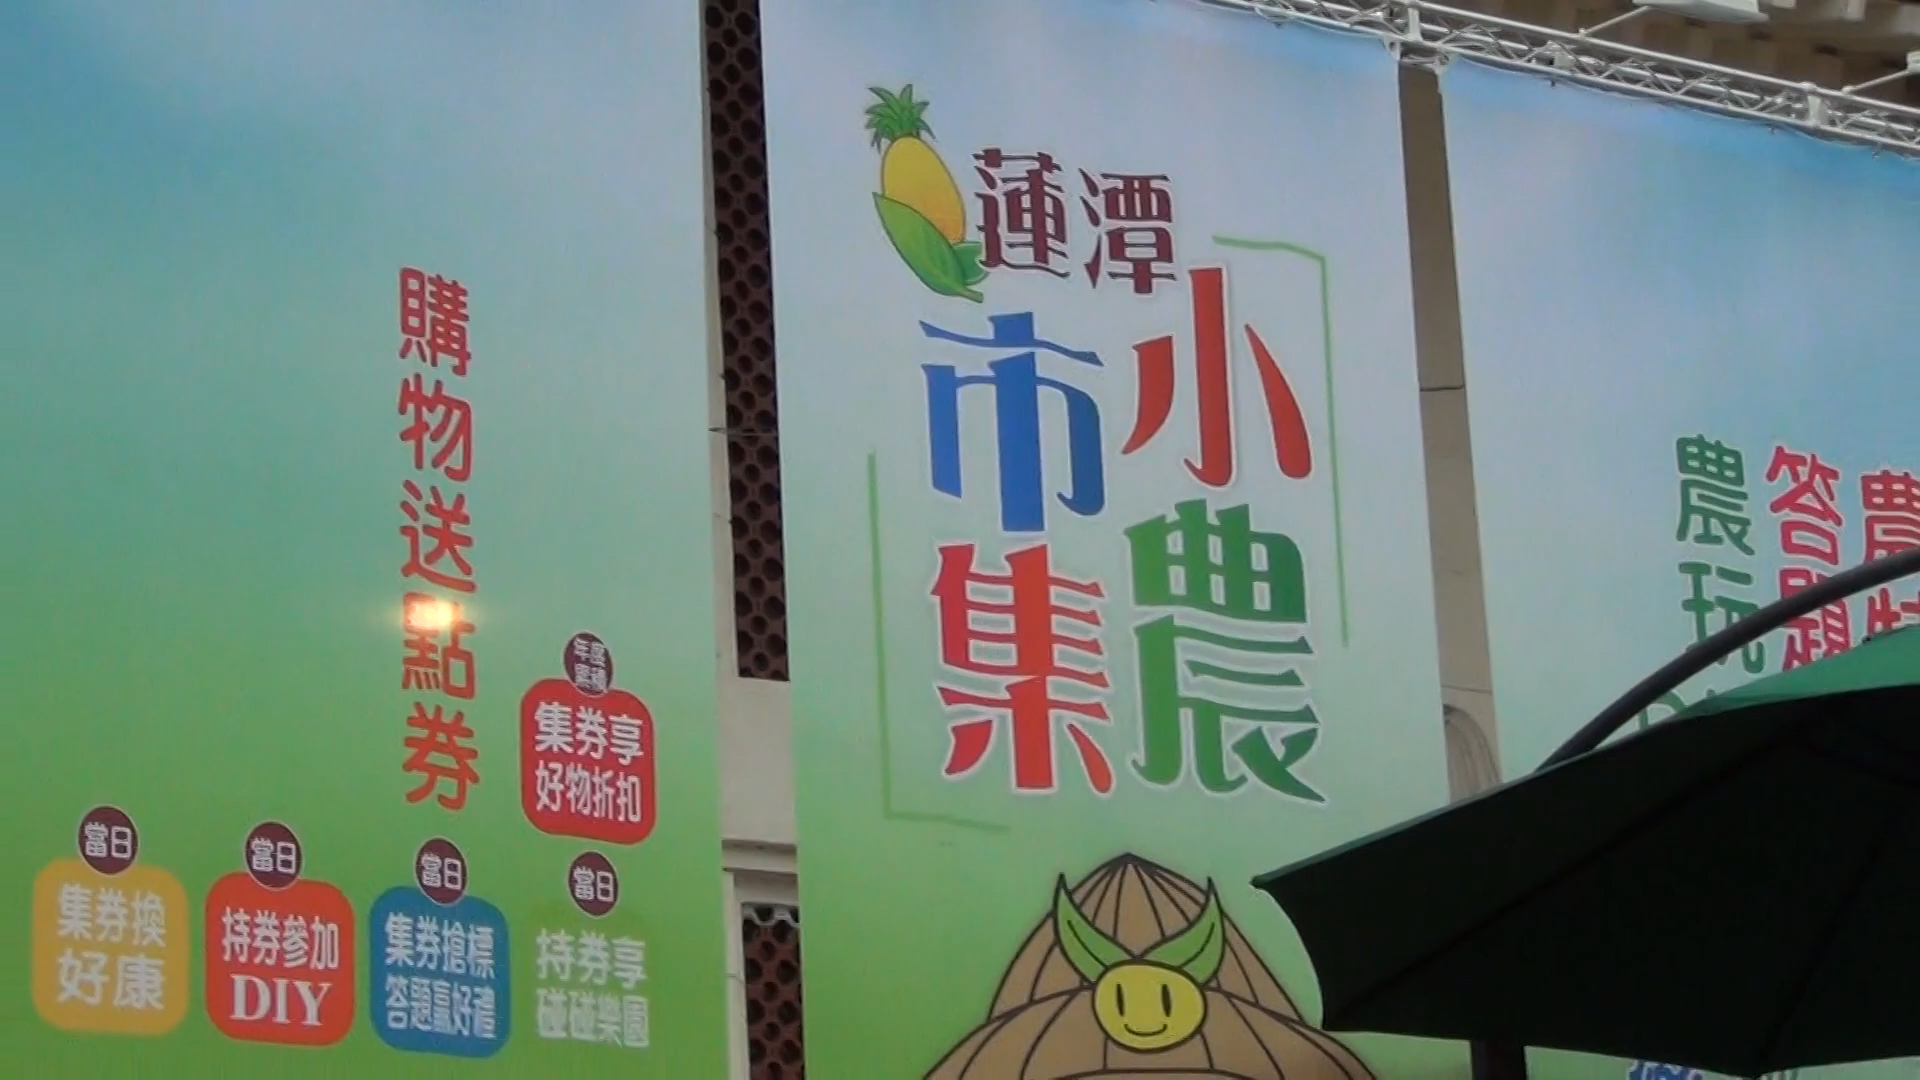 購物送點券
年度
累積
集券享
好物折扣
當日
集券換
好康
當日
持券參加
DIY
當日
集券搶標
答題贏好禮
當日
持券享
碰碰樂園
蓮潭
小農
市集
農
答題
農玩